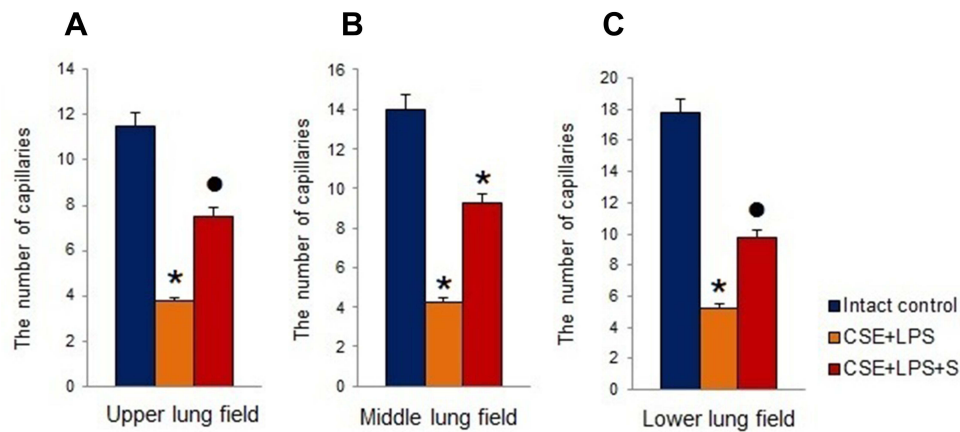 A
B
C
The number of capillaries
14
12
10
8
6
4
2
0
*
●
Upper lung field
The number of capillaries
16
14
12
10
8
6
4
2
0
*
*
Middle lung field
The number of capillaries
20
18
16
14
12
10
8
6
4
2
0
*
●
Lower lung field
Intact control
CSE+LPS
CSE+LPS+S